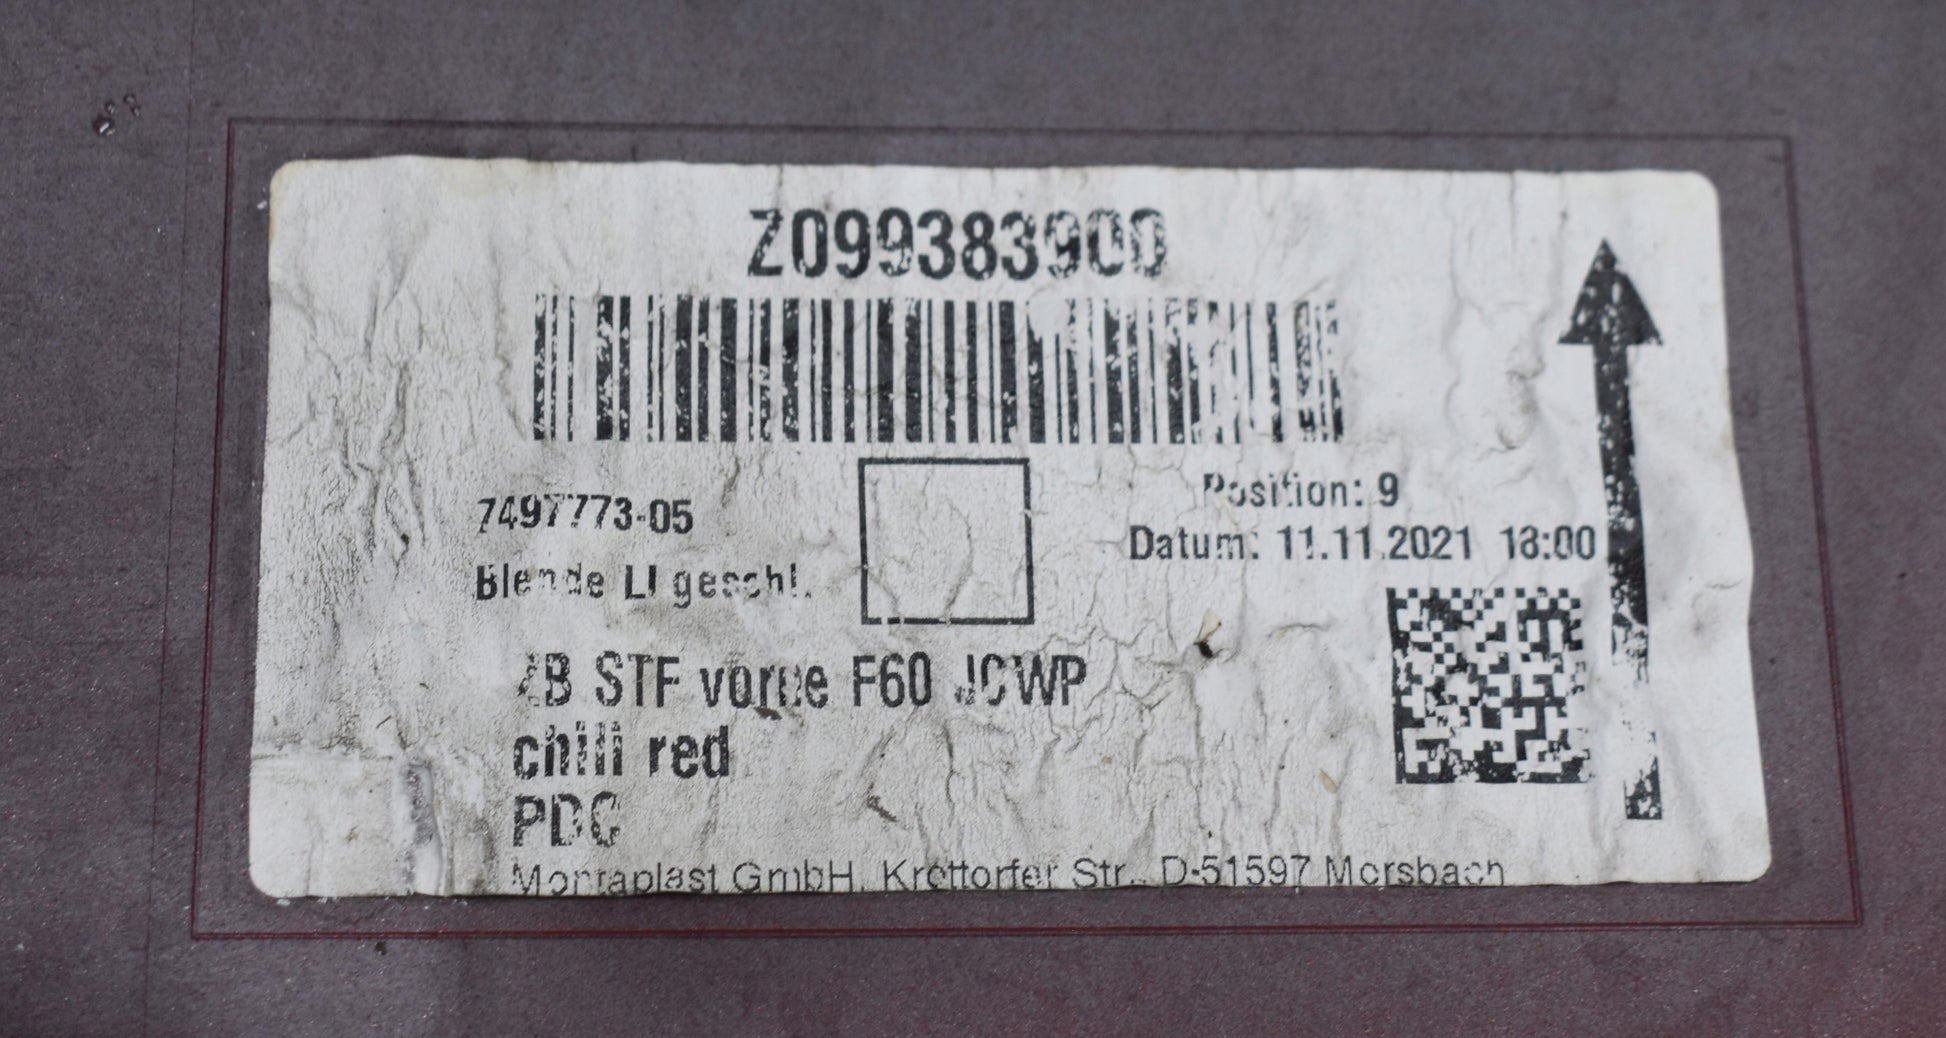 Z099383900
7497773-05
Blende LI geschl.
Position: 9
Datum: 11.11.2021 18:00
ZB STF vorne F60 JCWP
chili red
PDC
Montaplast GmbH, Krottorfer Str., D-51597 Morsbach